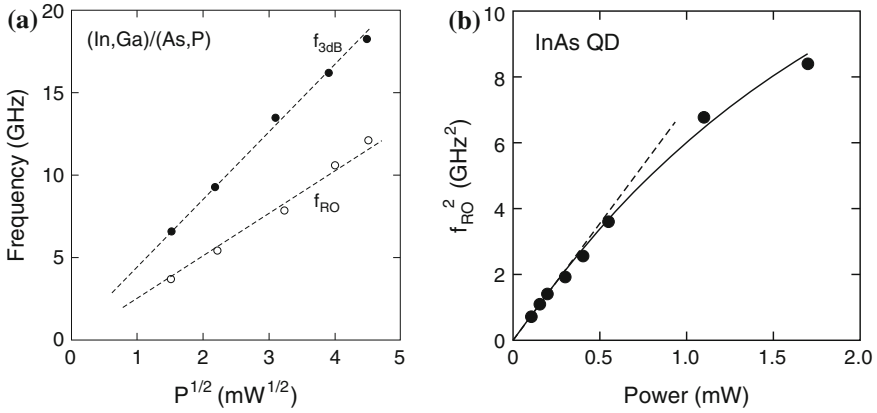 (a)
(In,Ga)/(As,P)
f3dB
fRO
Frequency (GHz)
20
15
10
5
0
0 1 2 3 4 5
P1/2 (mW1/2)
(b)
InAs QD
fRO2 (GHz2)
10
8
6
4
2
0
0 0.5 1.0 1.5 2.0
Power (mW)